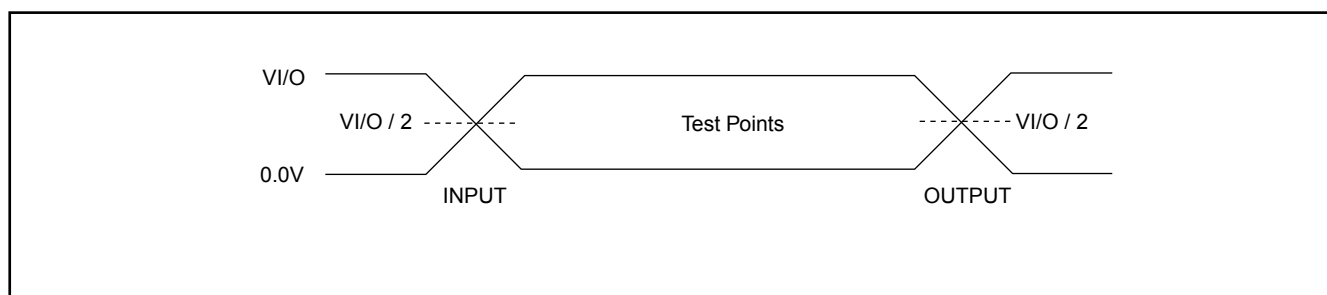 VI/O
VI/O / 2 Test Points VI/O / 2
0.0V
INPUT OUTPUT